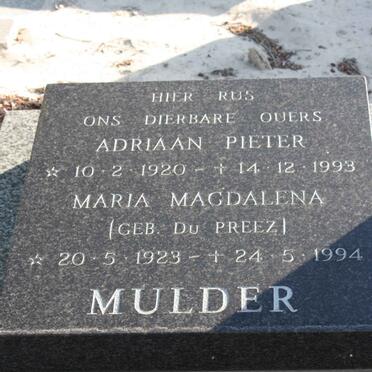 HIER RUS
ONS DIERBARE OUERS
ADRIAAN PIETER
☆ 10·2·1920 – ✝ 14·12·1993
MARIA MAGDALENA
(GEB. DU PREEZ)
☆ 20·5·1923 – ✝ 24·5·1994
MULDER